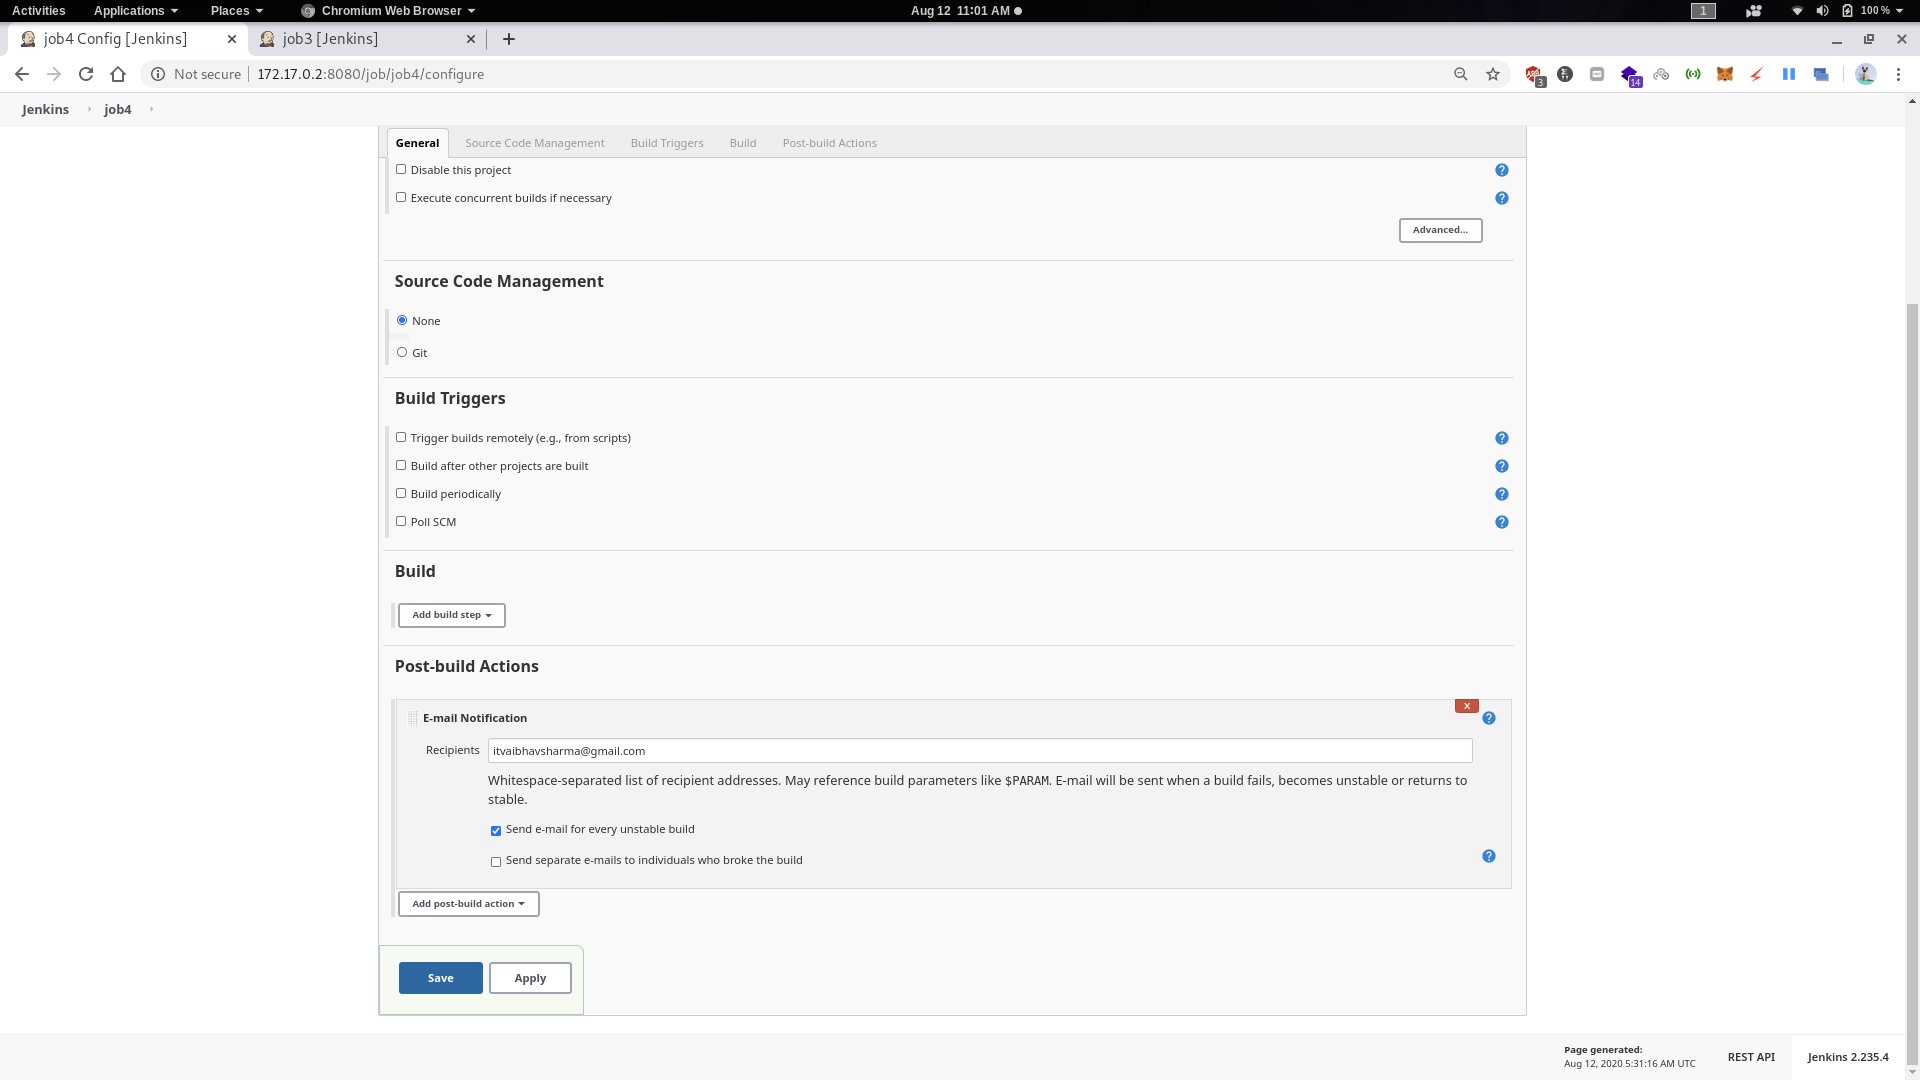 Activities Applications Places Chromium Web Browser Aug 12 11:01 AM 1 100 %
job4 Config [Jenkins] job3 [Jenkins]
Not secure 172.17.0.2:8080/job/job4/configure 3 14
Jenkins job4
General Source Code Management Build Triggers Build Post-build Actions
Disable this project ?
Execute concurrent builds if necessary ?
Advanced...
Source Code Management
None
Git
Build Triggers
Trigger builds remotely (e.g., from scripts) ?
Build after other projects are built ?
Build periodically ?
Poll SCM ?
Build
Add build step
Post-build Actions
X
E-mail Notification ?
Recipients itvaibhavsharma@gmail.com
Whitespace-separated list of recipient addresses. May reference build parameters like $PARAM. E-mail will be sent when a build fails, becomes unstable or returns to
stable.
Send e-mail for every unstable build
Send separate e-mails to individuals who broke the build ?
Add post-build action
Save Apply
Page generated:
Aug 12, 2020 5:31:16 AM UTC REST API Jenkins 2.235.4